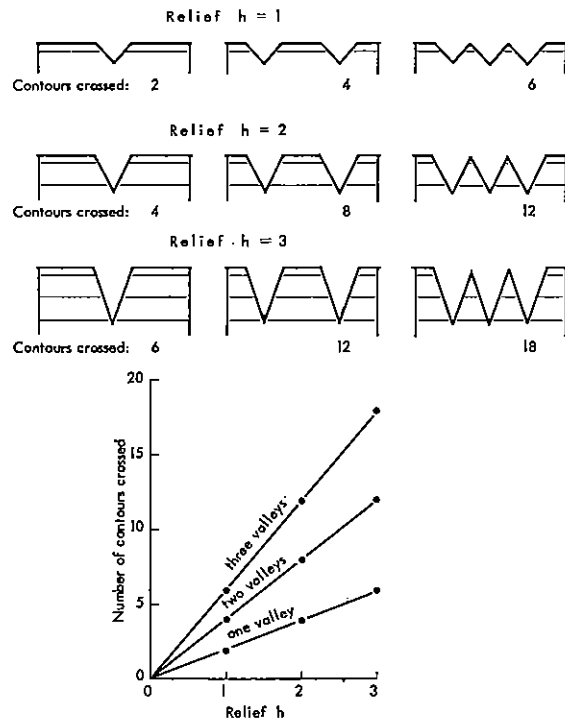 Relief h = 1
Contours crossed: 2 4 6
Relief h = 2
Contours crossed: 4 8 12
Relief h = 3
Contours crossed: 6 12 18
20
15
10
5
0
Number of contours crossed
three valleys
two valleys
one valley
0 1 2 3
Relief h